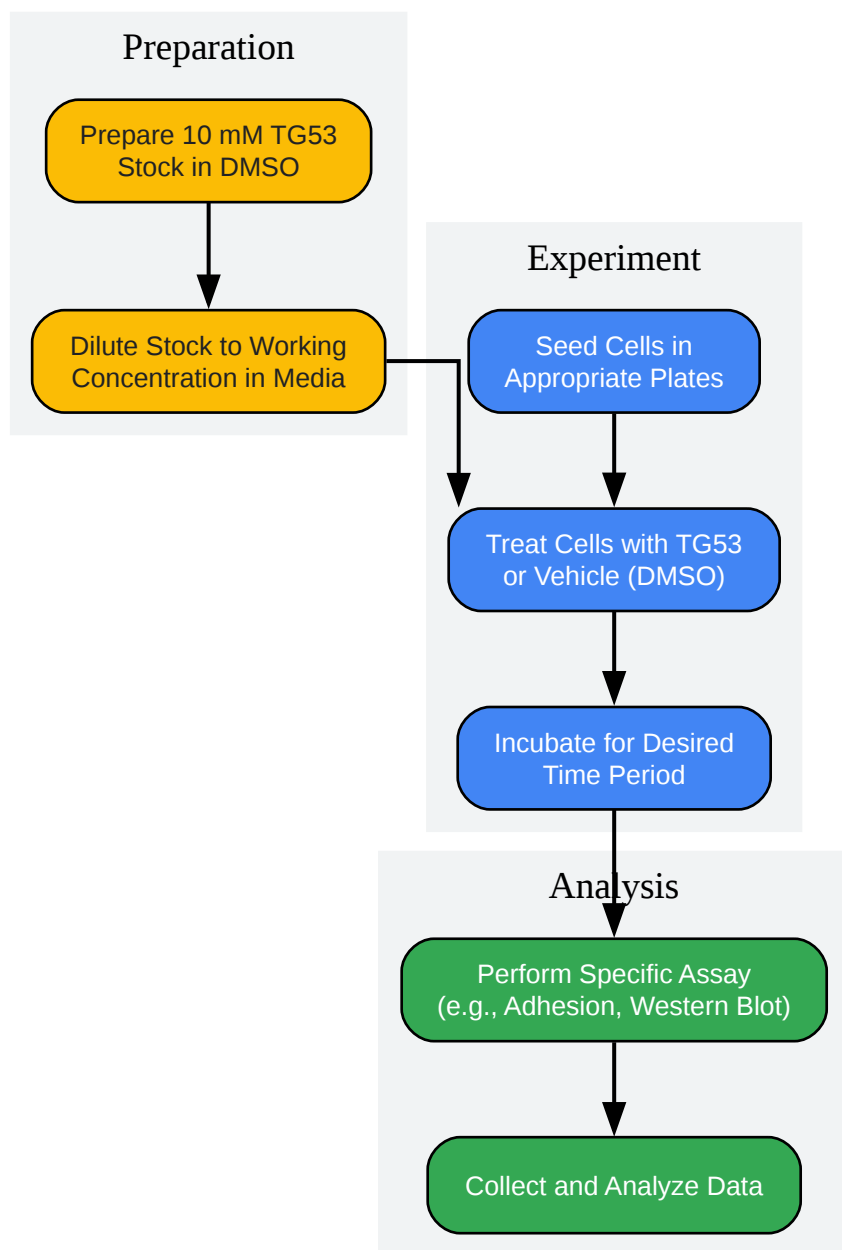 Preparation
Prepare 10 mM TG53
Stock in DMSO
Dilute Stock to Working
Concentration in Media
Experiment
Seed Cells in
Appropriate Plates
Treat Cells with TG53
or Vehicle (DMSO)
Incubate for Desired
Time Period
Analysis
Perform Specific Assay
(e.g., Adhesion, Western Blot)
Collect and Analyze Data